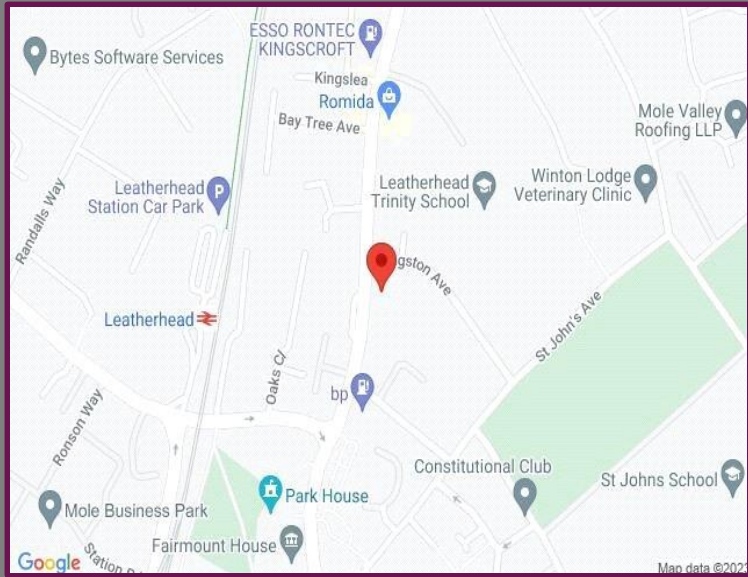 ESSO RONTEC
KINGSCROFT
Bytes Software Services
Kingslea
Romida
Bay Tree Ave
Mole Valley
Roofing LLP
Leatherhead
Station Car Park
Leatherhead
Trinity School
Winton Lodge
Veterinary Clinic
Randalls Way
gston Ave
St John's Ave
Leatherhead
Oaks Cl
bp
Ronson Way
Constitutional Club
St Johns School
Park House
Mole Business Park
Fairmount House
Station
Google
Map data ©2023